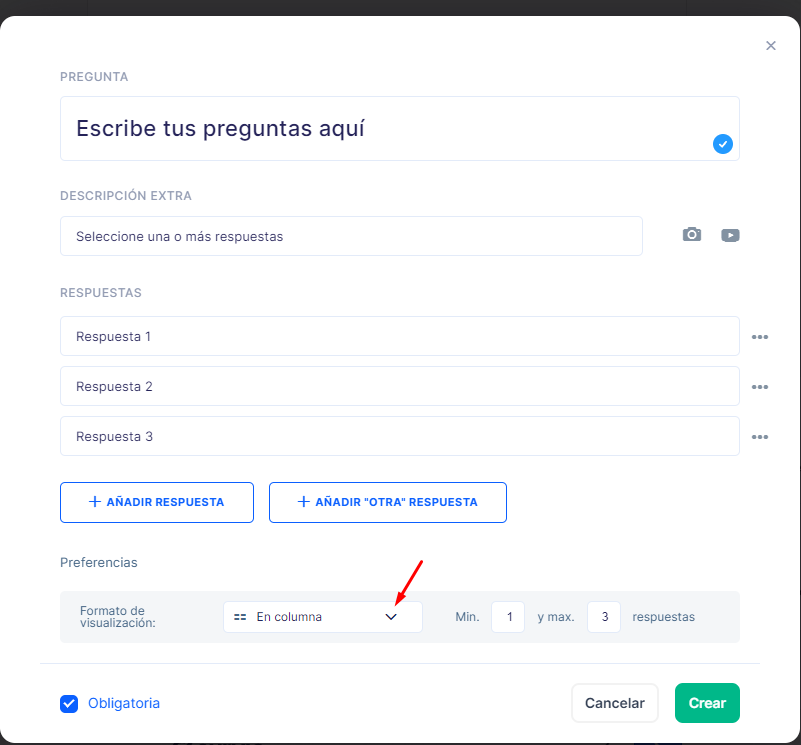 PREGUNTA
Escribe tus preguntas aquí
DESCRIPCIÓN EXTRA
Seleccione una o más respuestas
RESPUESTAS
Respuesta 1
Respuesta 2
Respuesta 3
+ AÑADIR RESPUESTA
+ AÑADIR "OTRA" RESPUESTA
Preferencias
Formato de
visualización:
En columna
Min. 1 y max. 3 respuestas
Obligatoria
Cancelar
Crear